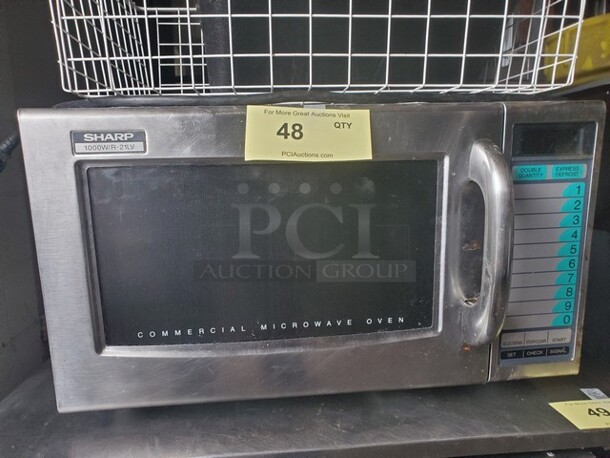 For More Great Auctions Visit
48 QTY
PCIAuctions.com
SHARP
1000W/R-21LV
DOUBLE QUANTITY
EXPRESS DEFROST
1
2
3
4
5
6
7
8
9
0
PCI
AUCTION GROUP
COMMERCIAL MICROWAVE OVEN
START
SET CHECK SIGNAL
49